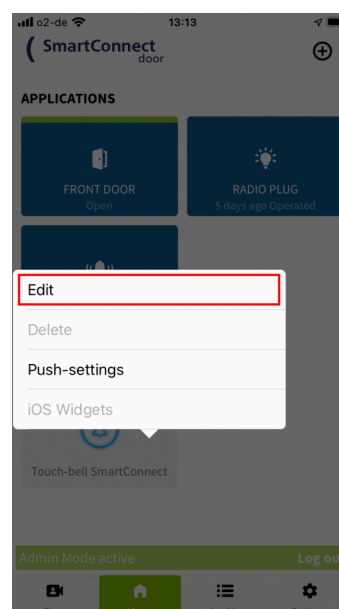 o2-de 13:13
SmartConnect
door
APPLICATIONS
FRONT DOOR
Open
RADIO PLUG
5 days ago Operated
Edit
Delete
Push-settings
iOS Widgets
Touch-bell SmartConnect
Admin Mode active Log ou